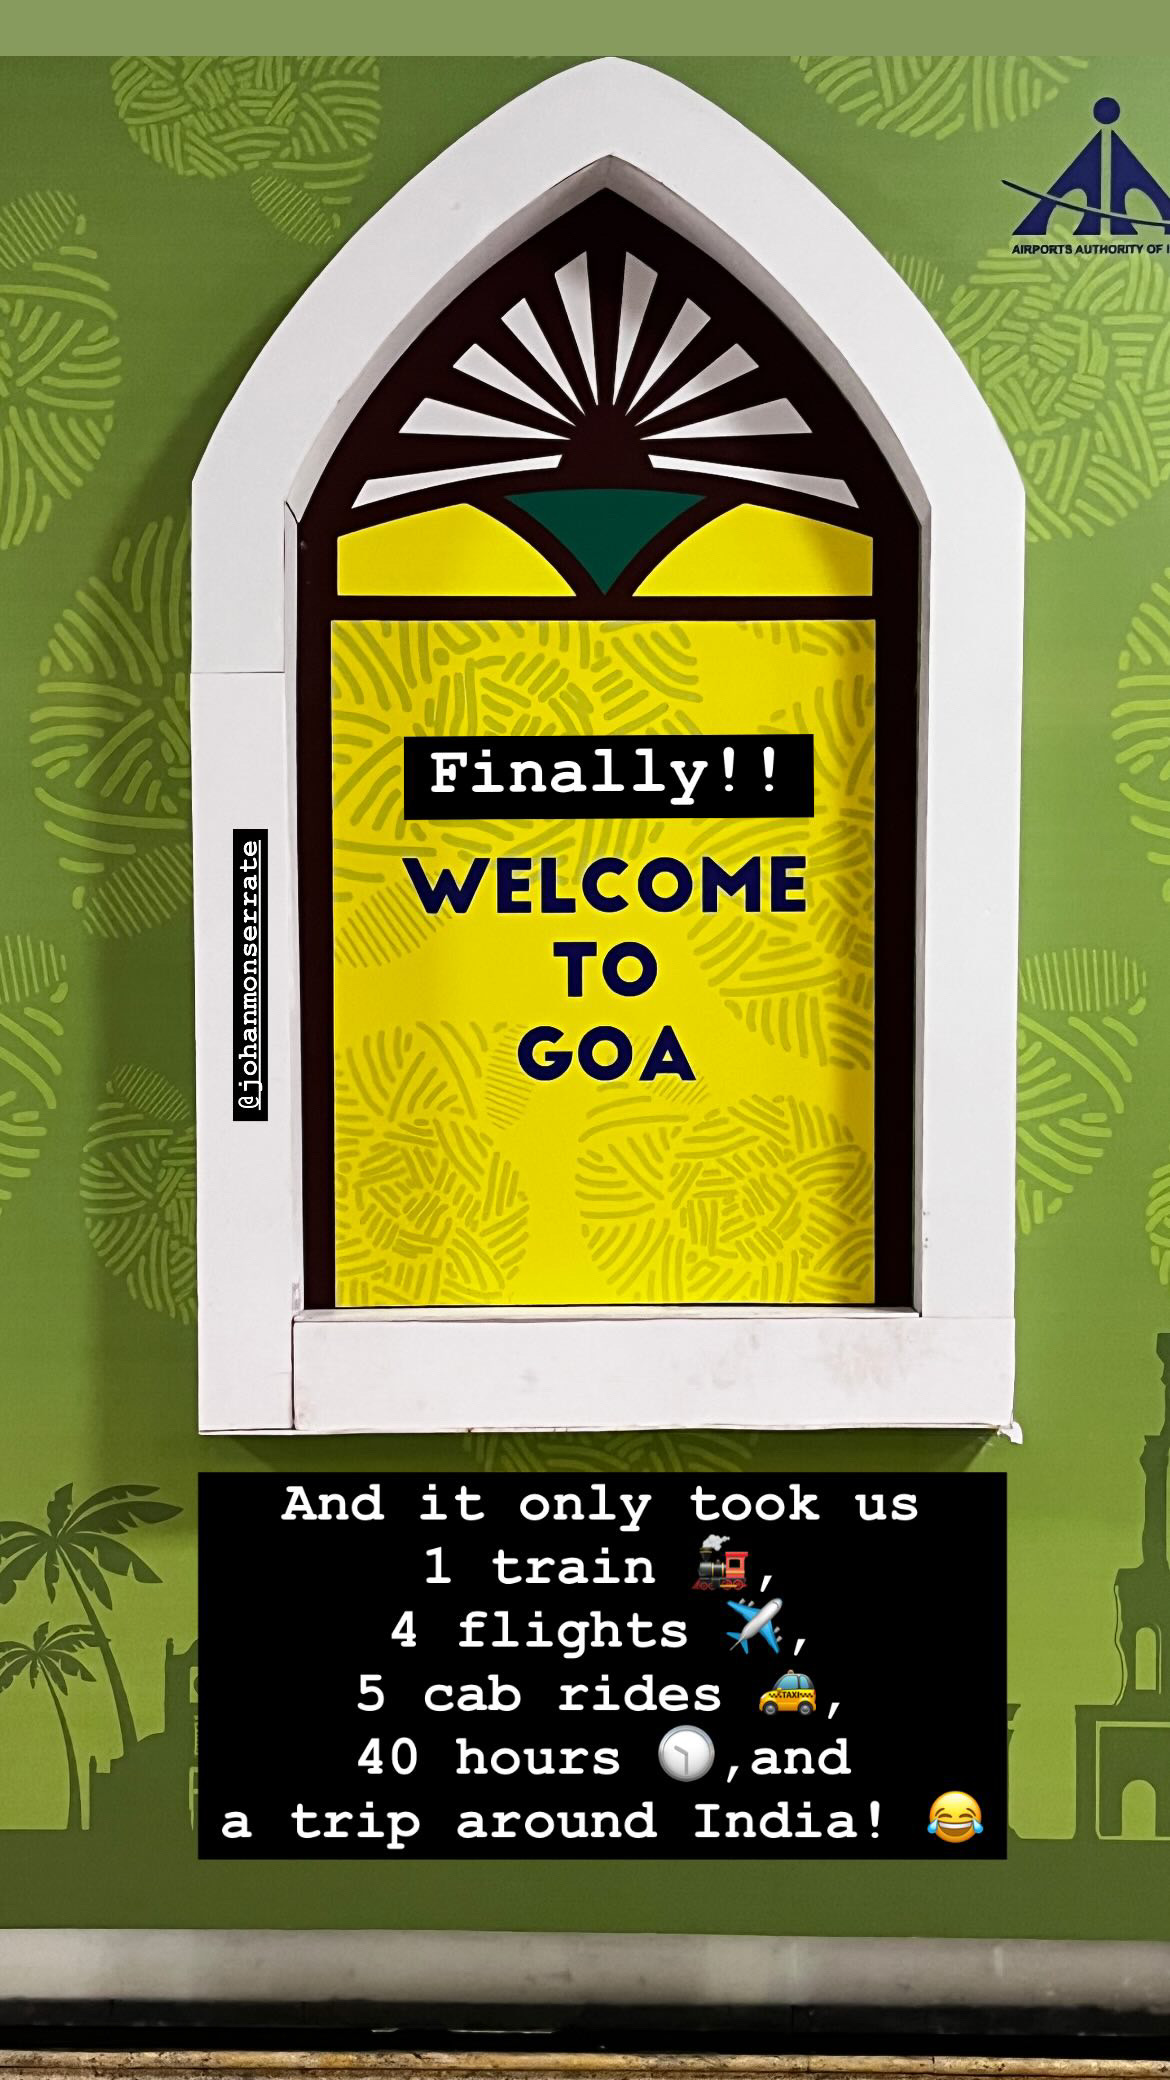 AIRPORTS AUTHORITY OF
Finally!!
WELCOME
TO
GOA
@johanmonserrate
And it only took us
1 train 🚂,
4 flights ✈️,
5 cab rides 🚕,
40 hours 🕥,and
a trip around India! 😂